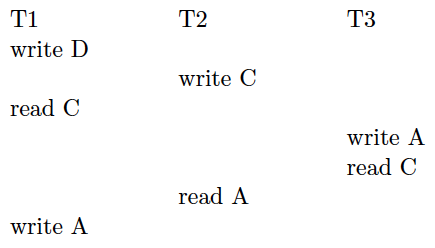 T1 T2 T3
write D
write C
read C
write A
read C
read A
write A